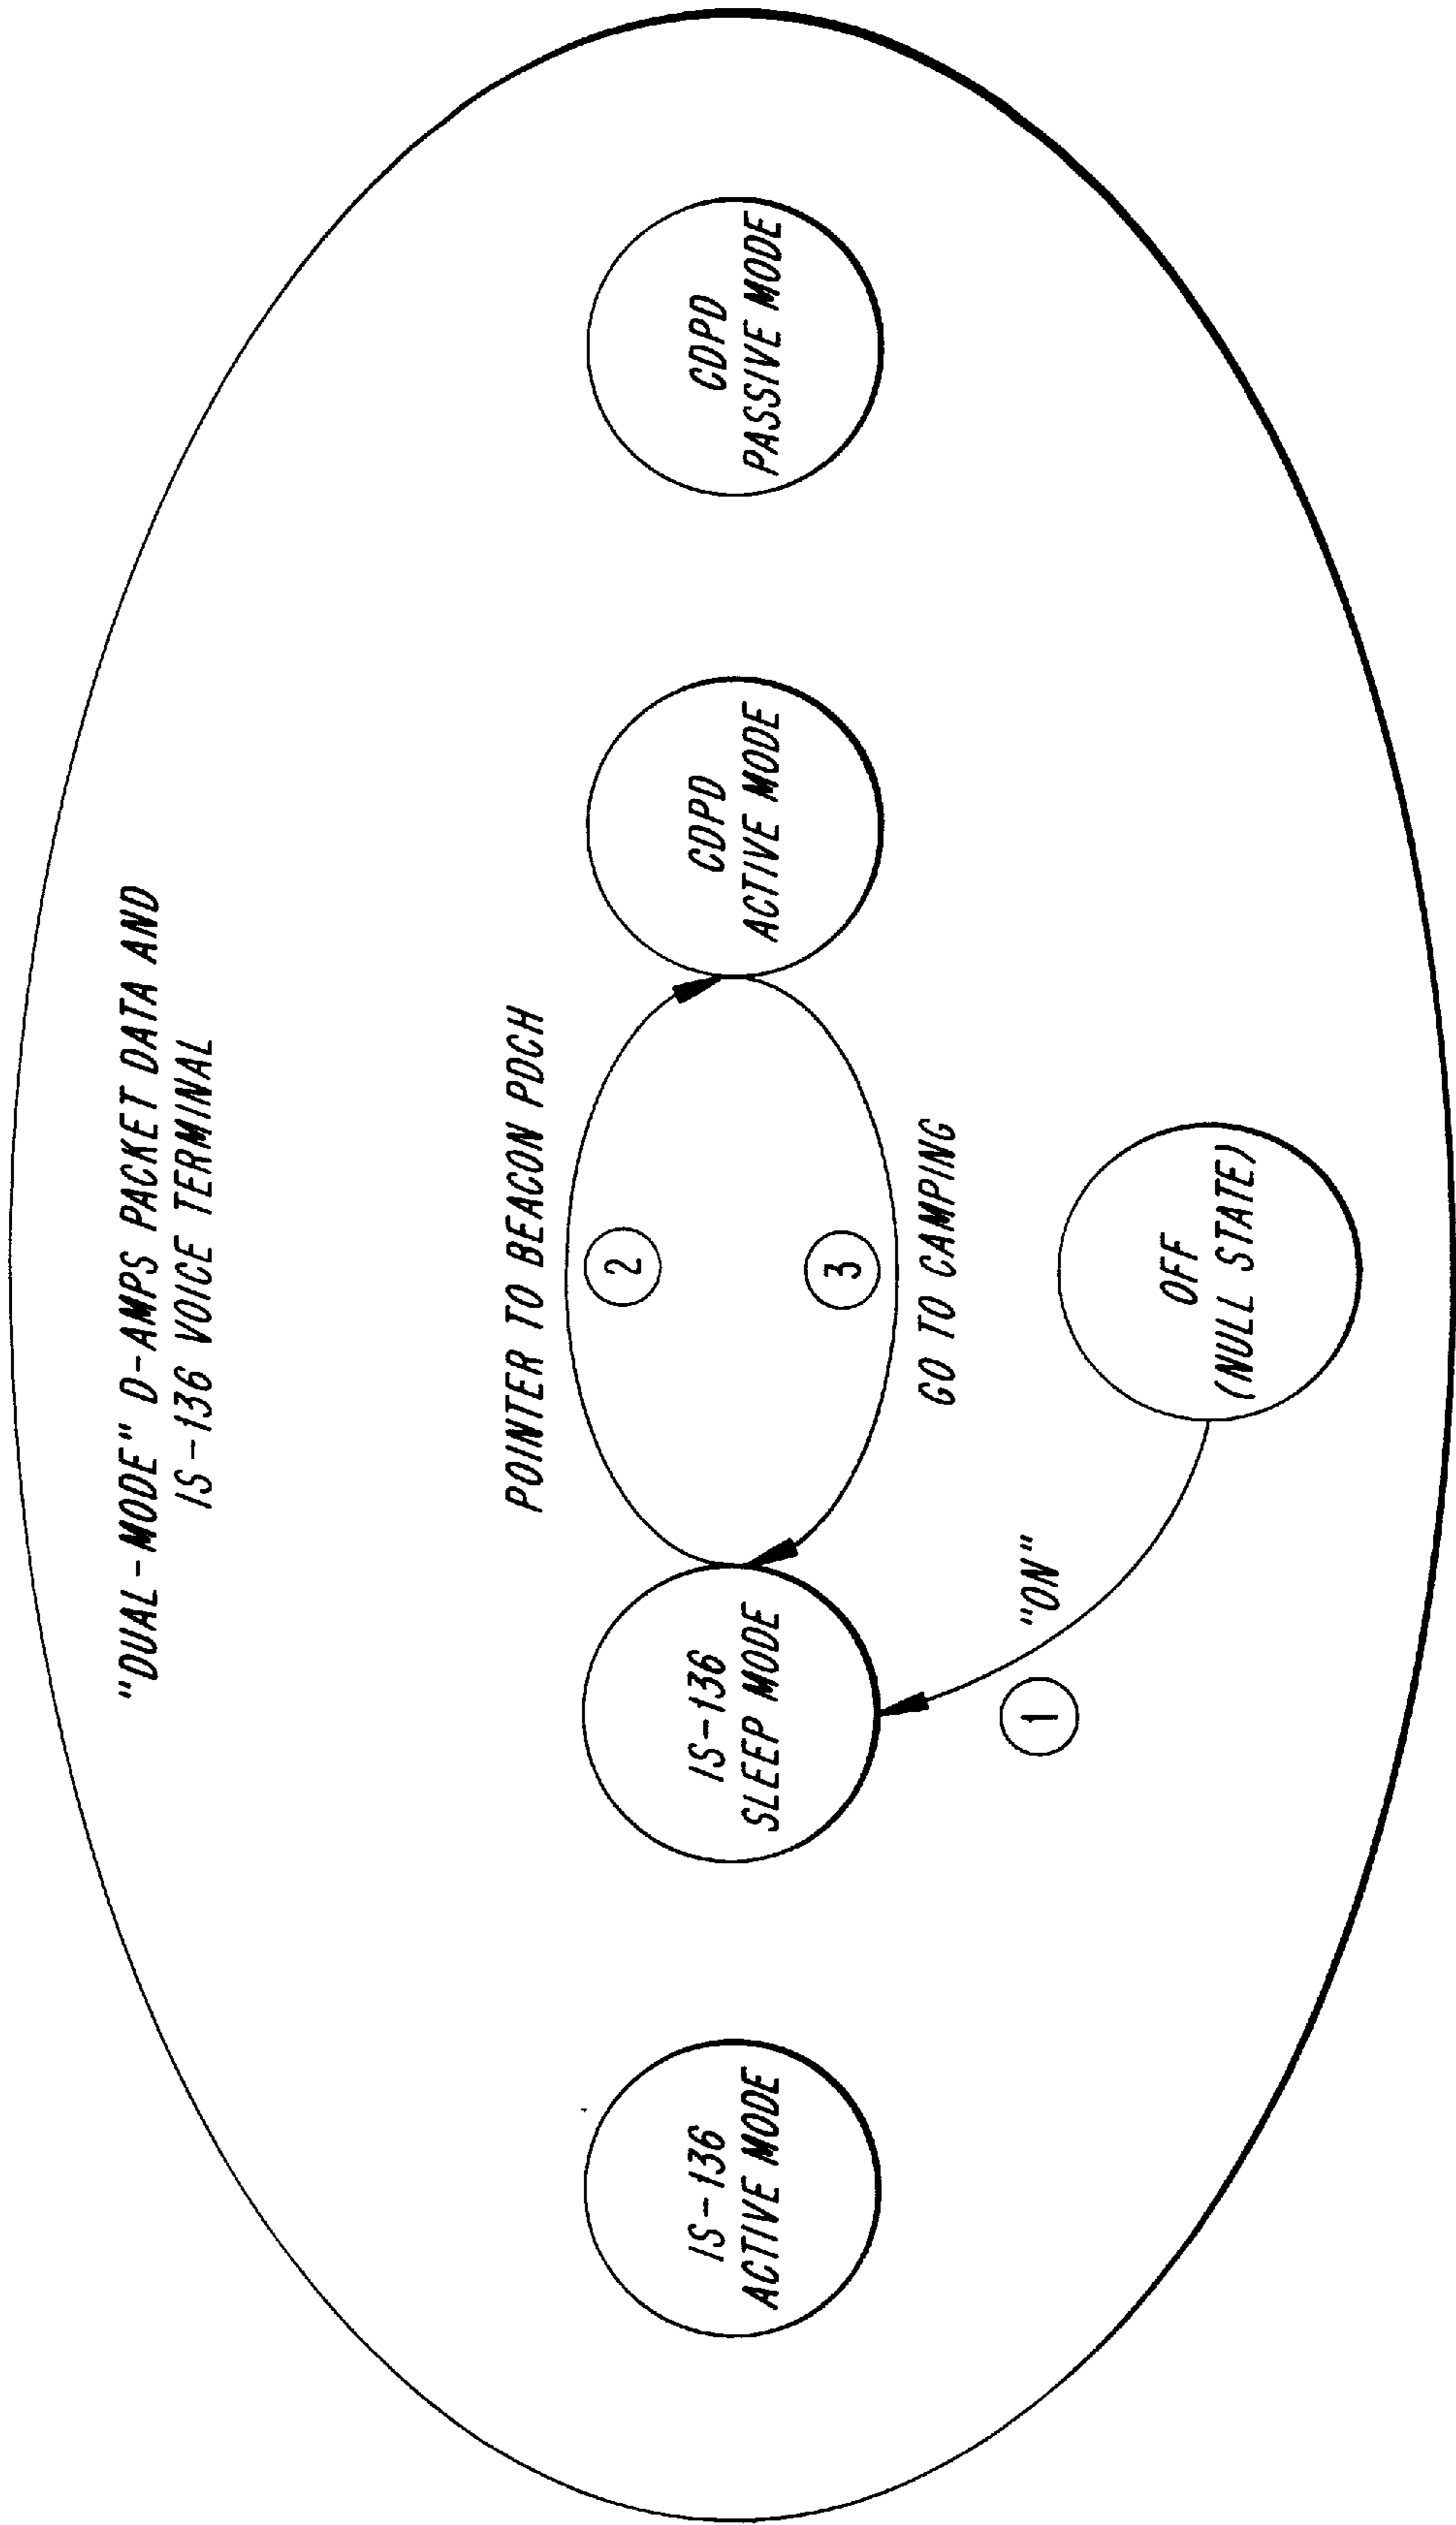 "DUAL-MODE" D-AMPS PACKET DATA AND
IS-136 VOICE TERMINAL
POINTER TO BEACON PDCH
2
IS-136
ACTIVE MODE
IS-136
SLEEP MODE
CDPD
ACTIVE MODE
CDPD
PASSIVE MODE
3
GO TO CAMPING
"ON"
1
OFF
(NULL STATE)